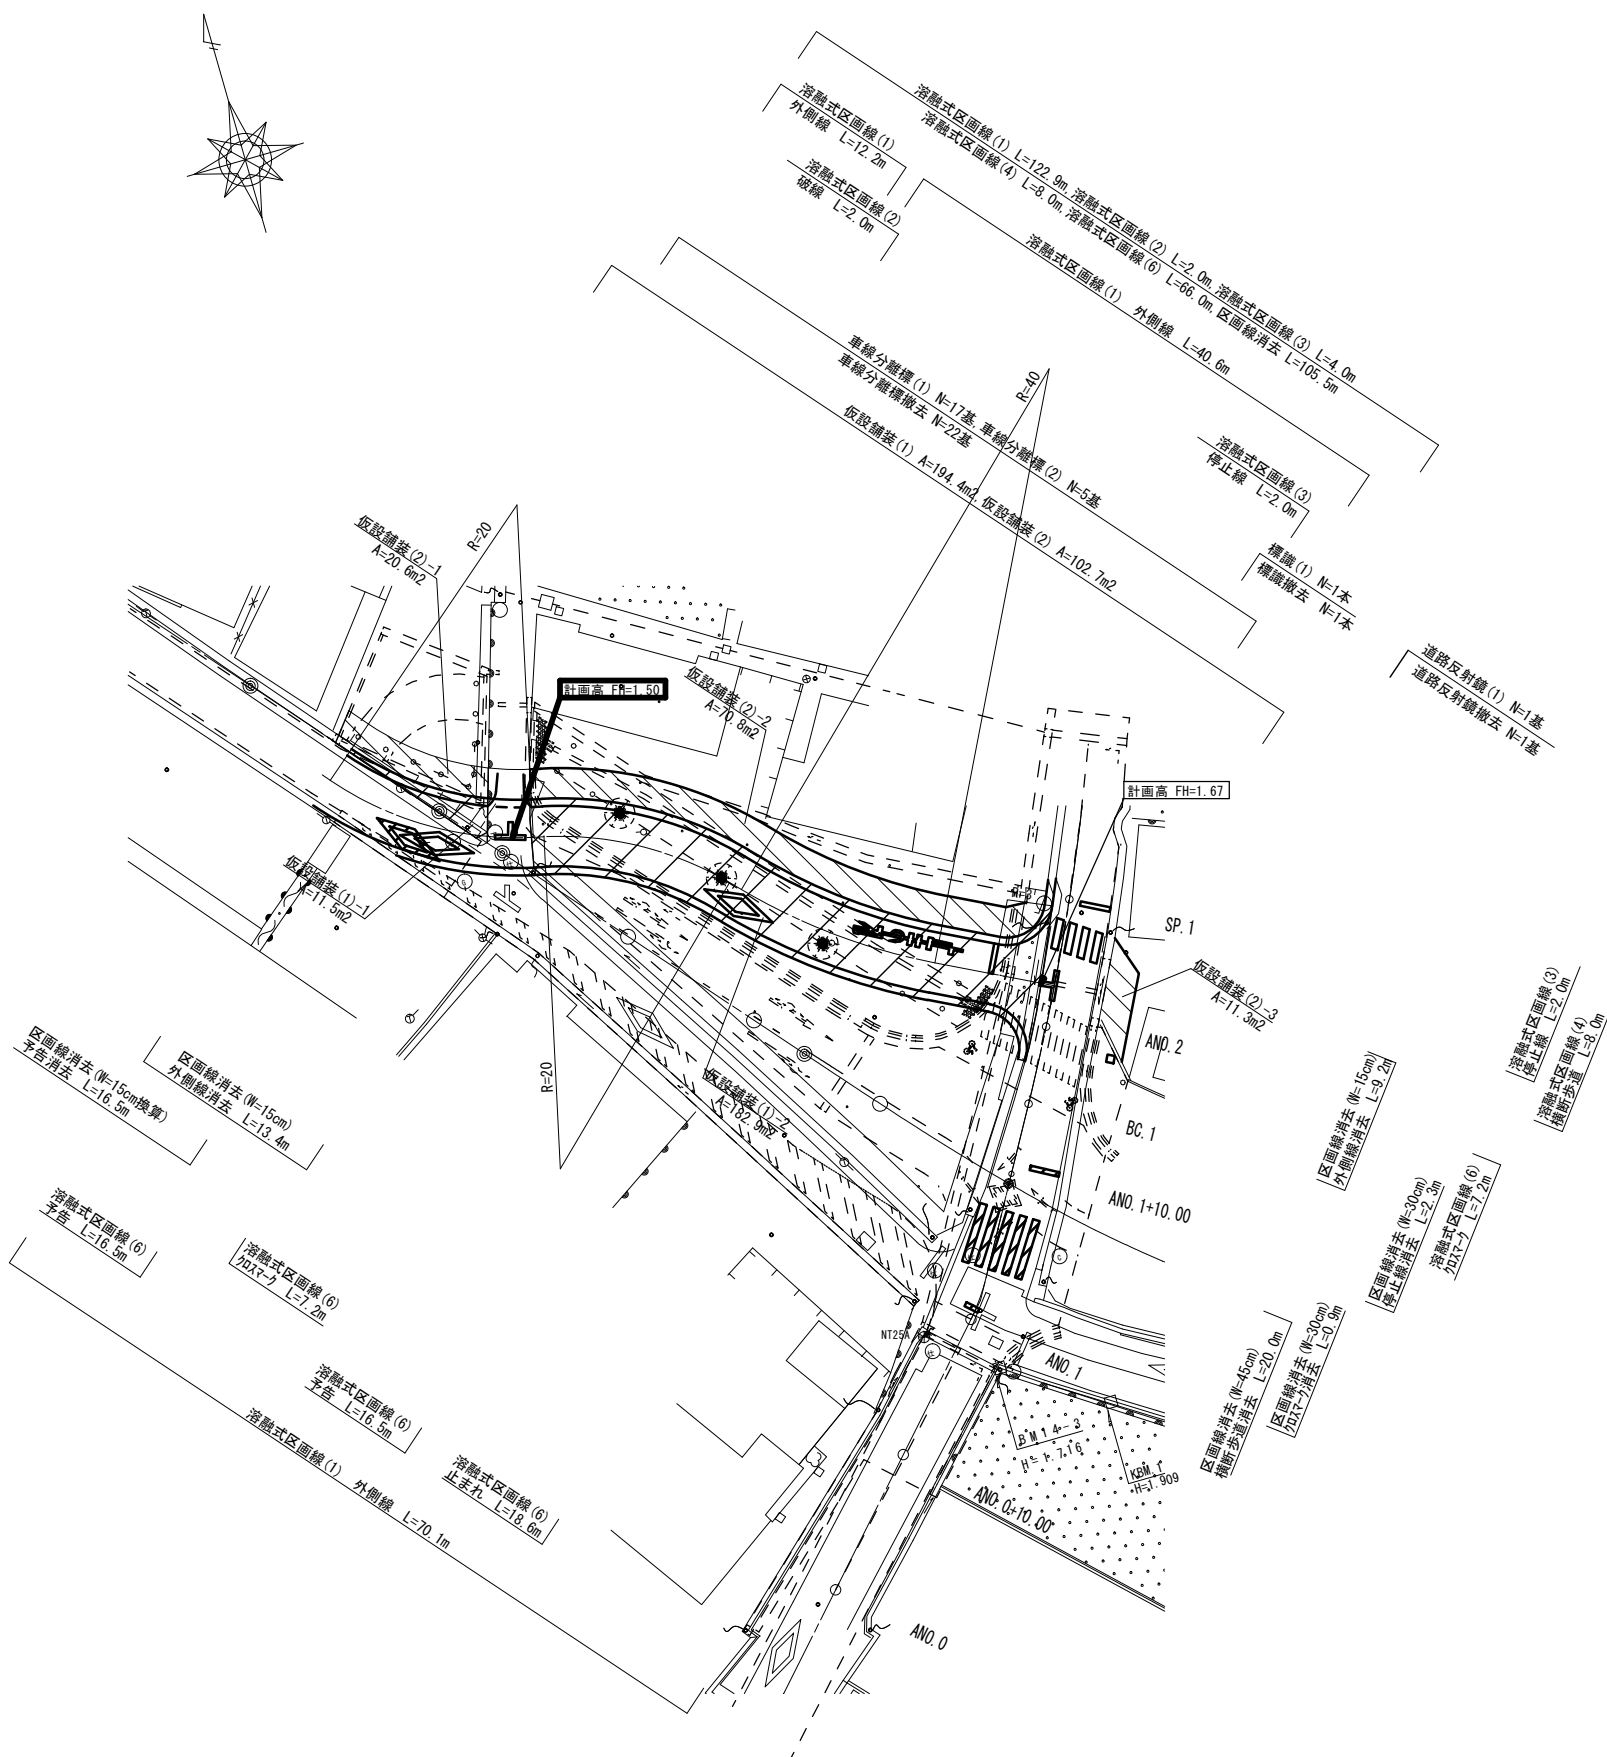 溶融式区画線(1) L=122.9m, 溶融式区画線(2) L=2.0m, 溶融式区画線(3) L=4.0m
溶融式区画線(4) L=8.0m, 溶融式区画線(6) L=66.0m, 区画線消去 L=105.5m
溶融式区画線(1)
外側線 L=12.2m
溶融式区画線(2)
破線 L=2.0m
溶融式区画線(1) 外側線 L=40.6m
車線分離標(1) N=17基, 車線分離標(2) N=5基
車線分離標撤去 N=22基
仮設舗装(1) A=194.4m2, 仮設舗装(2) A=102.7m2
R=40
溶融式区画線(3)
停止線 L=2.0m
標識(1) N=1本
標識撤去 N=1本
道路反射鏡(1) N=1基
道路反射鏡撤去 N=1基
仮設舗装(2)-1
A=20.6m2
R=20
計画高 FH=1.50
仮設舗装(2)-2
A=70.8m2
計画高 FH=1.67
仮設舗装(1)-1
A=11.5m2
SP.1
仮設舗装(2)-3
A=11.3m2
ANO.2
R=20
仮設舗装(1)-2
A=182.9m2
BC.1
ANO.1+10.00
NT25A
ANO.1
BM14-3
H=1.716
KBM.1
H=1.909
ANO.0+10.00
ANO.0
区画線消去(W=15cm換算)
予告消去 L=16.5m
区画線消去(W=15cm)
外側線消去 L=13.4m
溶融式区画線(6)
予告 L=16.5m
溶融式区画線(6)
クロスマーク L=7.2m
溶融式区画線(6)
予告 L=16.5m
溶融式区画線(6)
止まれ L=18.6m
溶融式区画線(1) 外側線 L=70.1m
溶融式区画線(3)
停止線 L=2.0m
溶融式区画線(4)
横断歩道 L=8.0m
区画線消去(W=15cm)
外側線消去 L=9.2m
区画線消去(W=30cm)
停止線消去 L=2.3m
溶融式区画線(6)
クロスマーク L=7.2m
区画線消去(W=45cm)
横断歩道消去 L=20.0m
区画線消去(W=30cm)
クロスマーク消去 L=0.9m